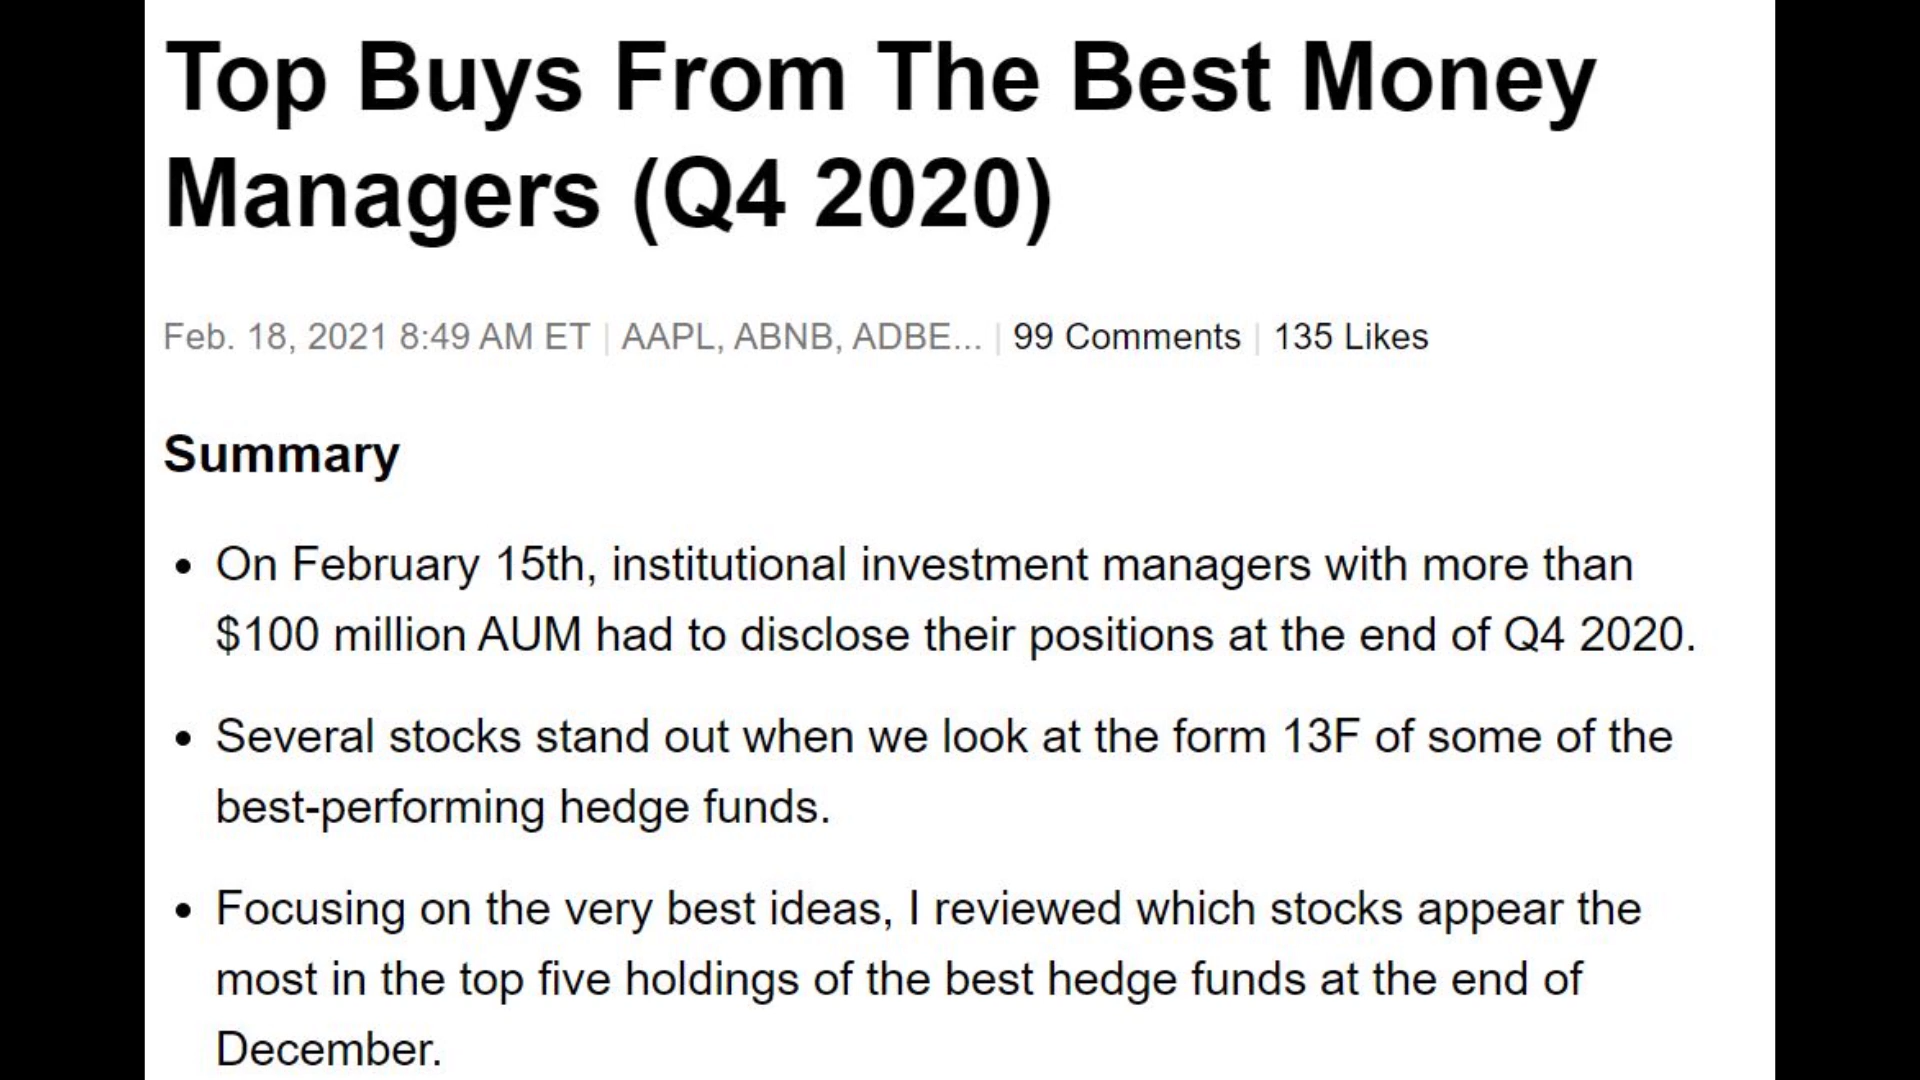 Top Buys From The Best Money
Managers (Q4 2020)
Feb. 18, 2021 8:49 AM ET | AAPL, ABNB, ADBE... | 99 Comments | 135 Likes
Summary
• On February 15th, institutional investment managers with more than
$100 million AUM had to disclose their positions at the end of Q4 2020.
• Several stocks stand out when we look at the form 13F of some of the
best-performing hedge funds.
• Focusing on the very best ideas, I reviewed which stocks appear the
most in the top five holdings of the best hedge funds at the end of
December.